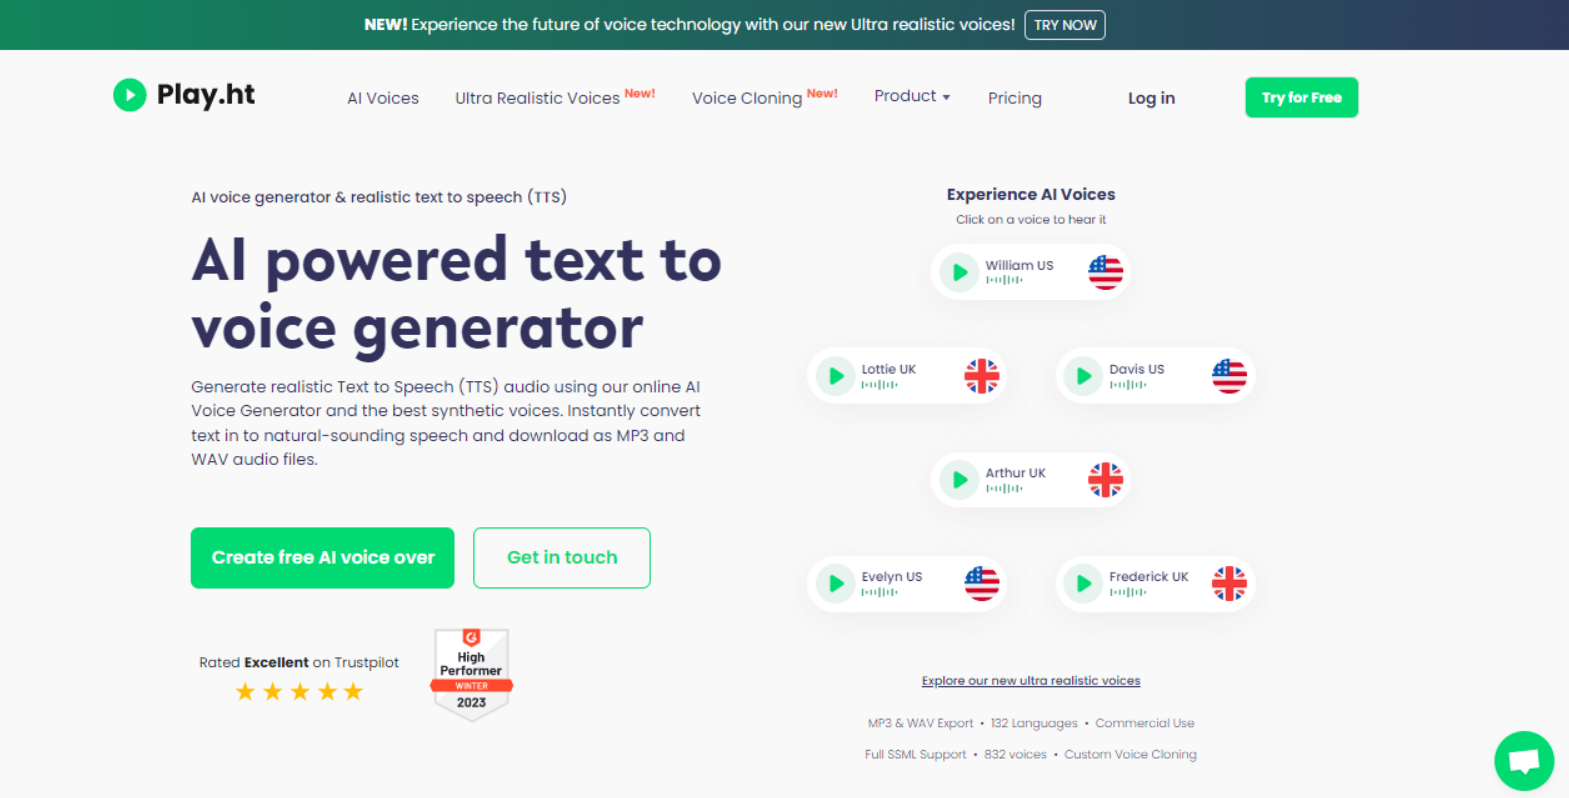 NEW! Experience the future of voice technology with our new Ultra realistic voices! TRY NOW
Play.ht
AI Voices
Ultra Realistic Voices New!
Voice Cloning New!
Product
Pricing
Log in
Try for Free
AI voice generator & realistic text to speech (TTS)
AI powered text to
voice generator
Generate realistic Text to Speech (TTS) audio using our online AI
Voice Generator and the best synthetic voices. Instantly convert
text in to natural-sounding speech and download as MP3 and
WAV audio files.
Create free AI voice over
Get in touch
Rated Excellent on Trustpilot
High
Performer
WINTER
2023
Experience AI Voices
Click on a voice to hear it
William US
Lottie UK
Davis US
Arthur UK
Evelyn US
Frederick UK
Explore our new ultra realistic voices
MP3 & WAV Export • 132 Languages • Commercial Use
Full SSML Support • 832 voices • Custom Voice Cloning